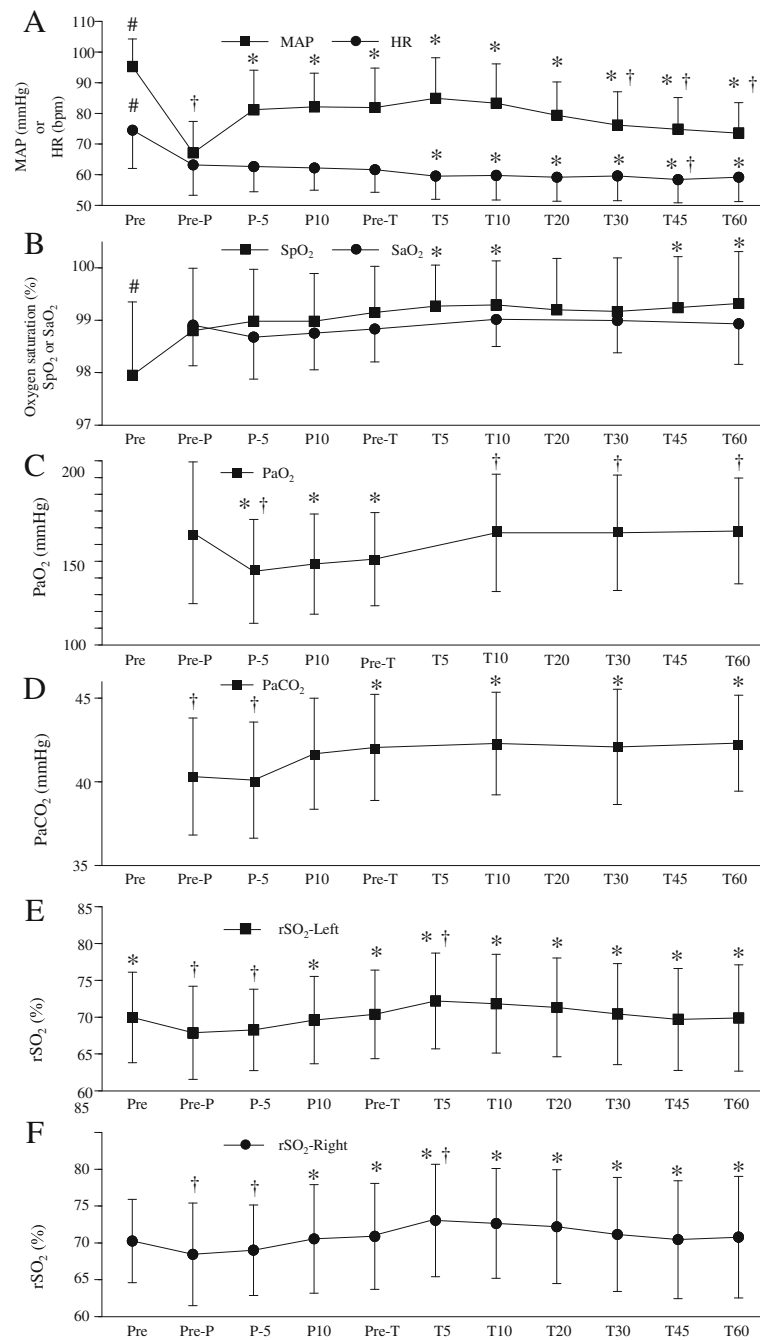 A
110
100
90
80
70
60
50
MAP (mmHg)
or
HR (bpm)
MAP HR
# * * * * * * * * † * † * †
# †
* * * * * † *
Pre Pre-P P-5 P10 Pre-T T5 T10 T20 T30 T45 T60
B
100
99
98
97
Oxygen saturation (%)
SpO₂ or SaO₂
SpO₂ SaO₂
# * * * *
Pre Pre-P P-5 P10 Pre-T T5 T10 T20 T30 T45 T60
C
200
150
100
PaO₂ (mmHg)
PaO₂
* † * * † † †
Pre Pre-P P-5 P10 Pre-T T5 T10 T20 T30 T45 T60
D
45
40
35
PaCO₂ (mmHg)
PaCO₂
† † * * * *
Pre Pre-P P-5 P10 Pre-T T5 T10 T20 T30 T45 T60
E
85
80
75
70
65
60
rSO₂ (%)
rSO₂-Left
* † † * * * † * * * * *
Pre Pre-P P-5 P10 Pre-T T5 T10 T20 T30 T45 T60
F
85
80
75
70
65
60
rSO₂ (%)
rSO₂-Right
† † * * * † * * * * *
Pre Pre-P P-5 P10 Pre-T T5 T10 T20 T30 T45 T60